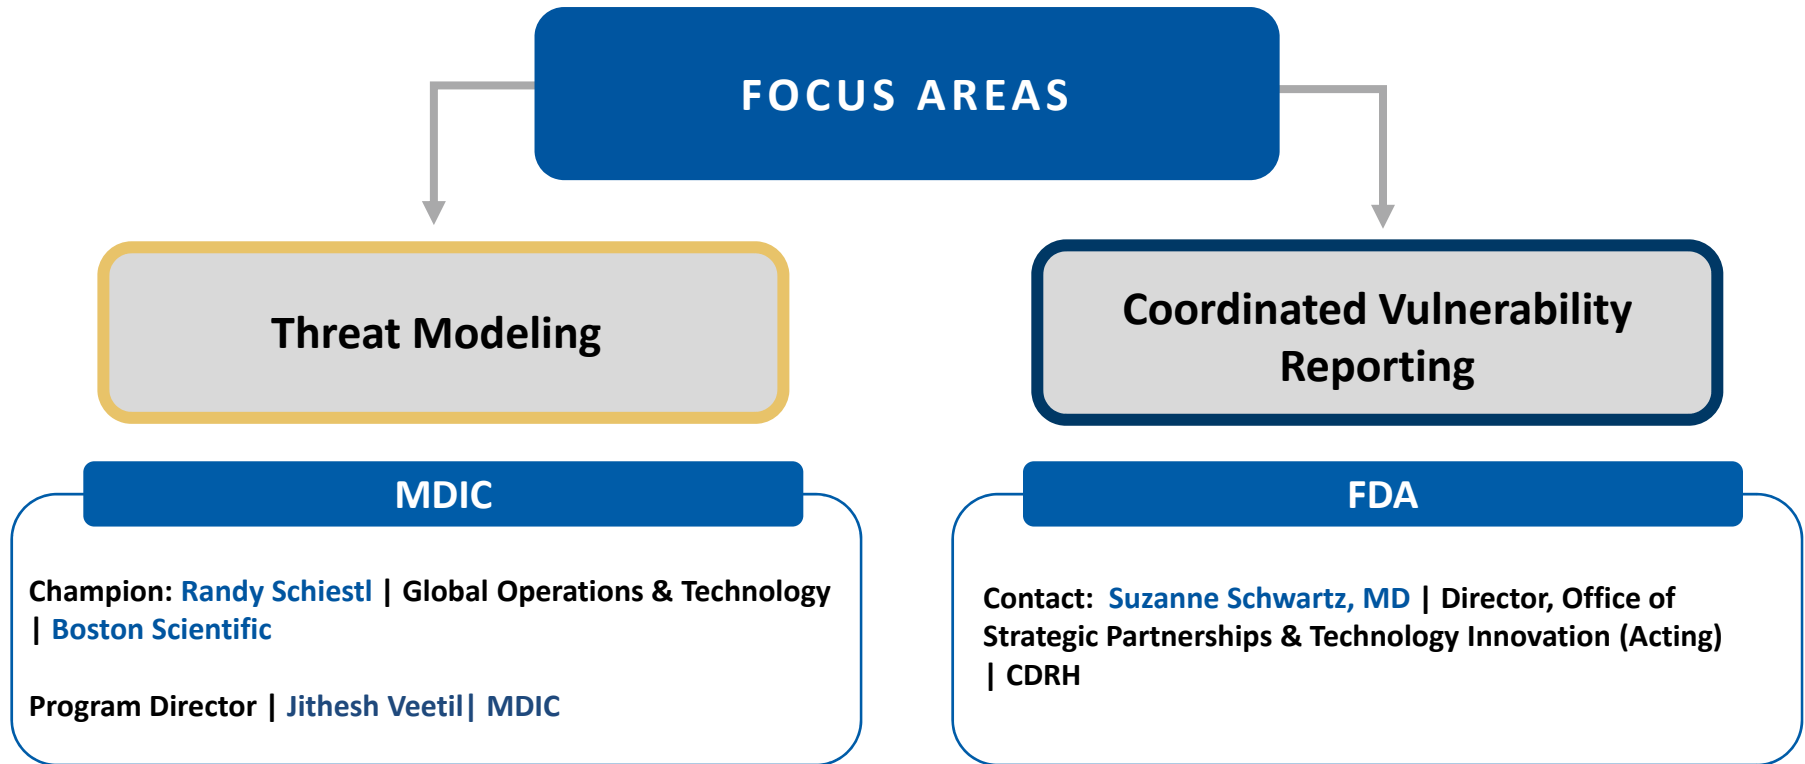 FOCUS AREAS
Threat Modeling
Coordinated Vulnerability
Reporting
MDIC
Champion: Randy Schiestl | Global Operations & Technology
| Boston Scientific
Program Director | Jithesh Veetil| MDIC
FDA
Contact:  Suzanne Schwartz, MD | Director, Office of
Strategic Partnerships & Technology Innovation (Acting)
| CDRH